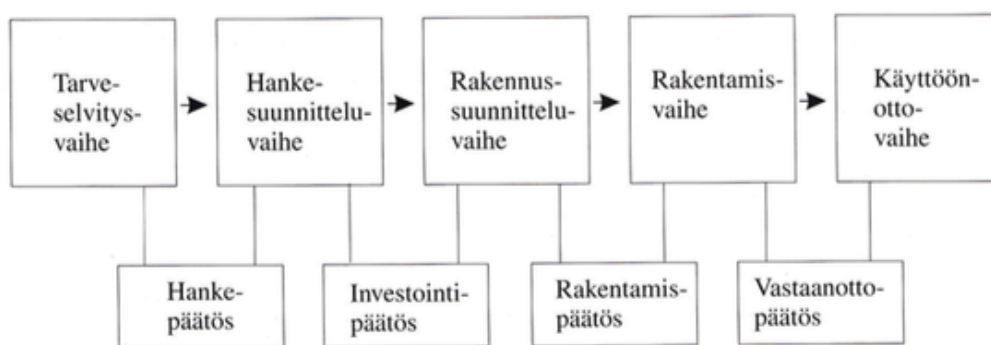 Tarve-
selvitys-
vaihe
Hanke-
suunnittelu-
vaihe
Rakennus-
suunnittelu-
vaihe
Rakentamis-
vaihe
Käyttöön-
otto-
vaihe
Hanke-
päätös
Investointi-
päätös
Rakentamis-
päätös
Vastaanotto-
päätös